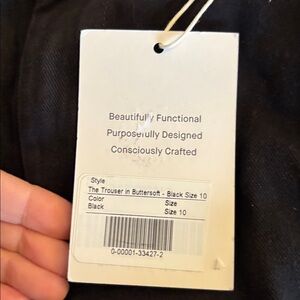 Beautifully Functional
Purposefully Designed
Consciously Crafted
Style
The Trouser in Buttersoft - Black Size 10
Color Size
Black Size 10
0-00001-33427-2